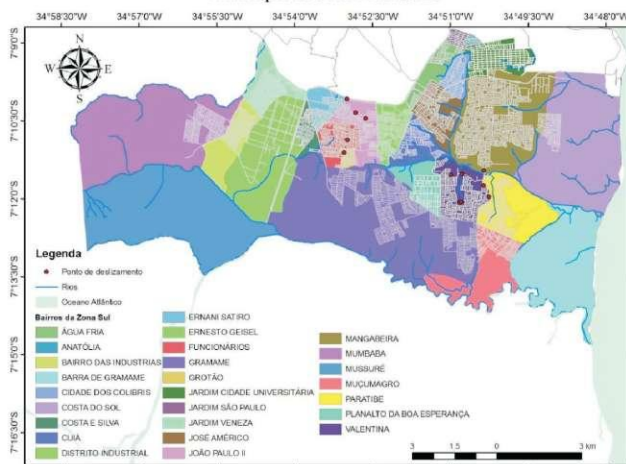 34°58'30"W 34°57'0"W 34°55'30"W 34°54'0"W 34°52'30"W 34°51'0"W 34°49'30"W 34°48'0"W
7°9'0"S
7°10'30"S
7°12'0"S
7°13'30"S
7°15'0"S
7°16'30"S
N
W E
S
Legenda
Ponto de deslizamento
Rios
Oceano Atlântico
Bairros da Zona Sul
ÁGUA FRIA
ANATÓLIA
BAIRRO DAS INDUSTRIAS
BARRA DE GRAMAME
CIDADE DOS COLIBRIS
COSTA DO SOL
COSTA E SILVA
CUIÁ
DISTRITO INDUSTRIAL
ERNANI SATIRO
ERNESTO GEISEL
FUNCIONÁRIOS
GRAMAME
GROTÃO
JARDIM CIDADE UNIVERSITÁRIA
JARDIM SÃO PAULO
JARDIM VENEZA
JOSÉ AMÉRICO
JOÃO PAULO II
MANGABEIRA
MUMBABA
MUSSURÉ
MUÇUMAGRO
PARATIBE
PLANALTO DA BOA ESPERANÇA
VALENTINA
3 1.5 0 3 km